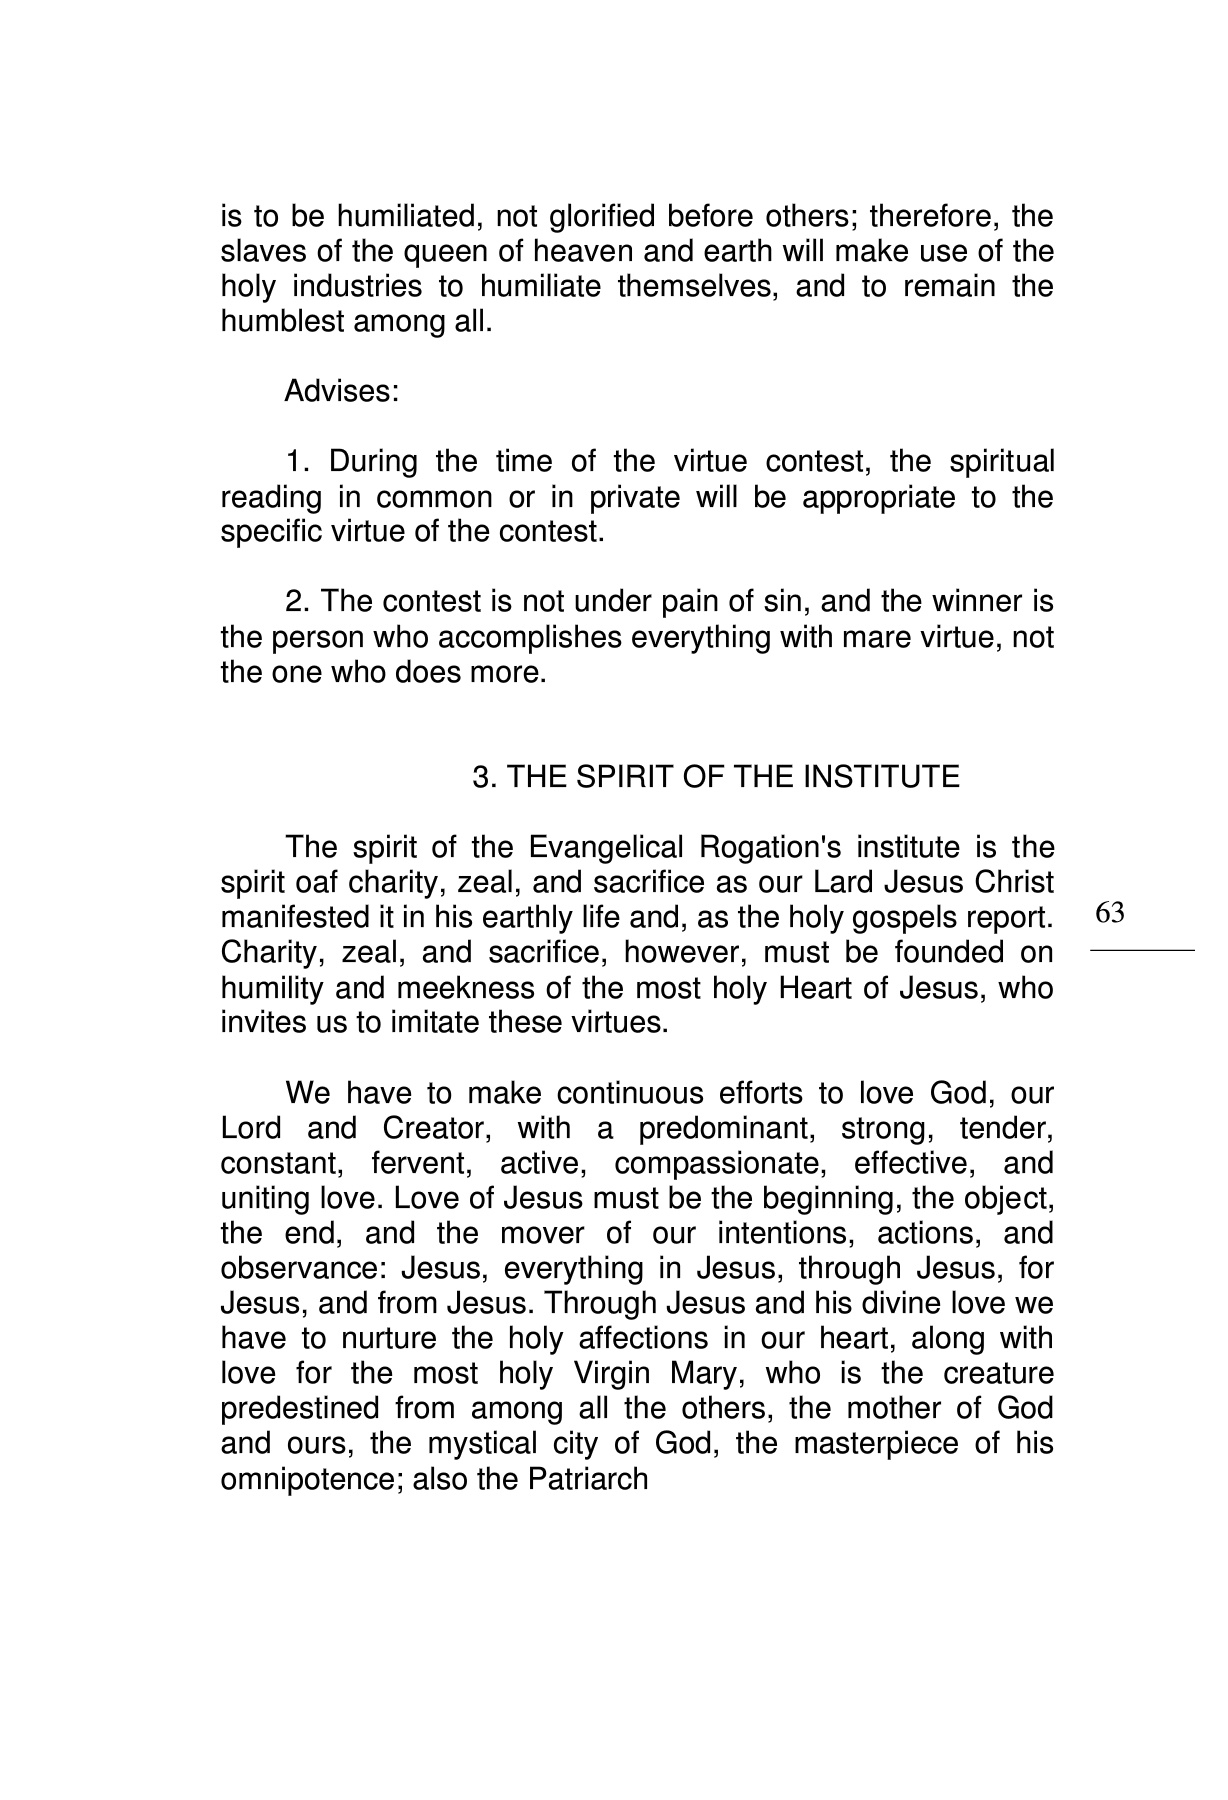 is to be humiliated, not glorified before others; therefore, the
slaves of the queen of heaven and earth will make use of the
holy industries to humiliate themselves, and to remain the
humblest among all.
Advises:
1. During the time of the virtue contest, the spiritual
reading in common or in private will be appropriate to the
specific virtue of the contest.
2. The contest is not under pain of sin, and the winner is
the person who accomplishes everything with mare virtue, not
the one who does more.
3. THE SPIRIT OF THE INSTITUTE
The spirit of the Evangelical Rogation's institute is the
spirit oaf charity, zeal, and sacrifice as our Lard Jesus Christ
manifested it in his earthly life and, as the holy gospels report.
Charity, zeal, and sacrifice, however, must be founded on
humility and meekness of the most holy Heart of Jesus, who
invites us to imitate these virtues.
We have to make continuous efforts to love God, our
Lord and Creator, with a predominant, strong, tender,
constant, fervent, active, compassionate, effective, and
uniting love. Love of Jesus must be the beginning, the object,
the end, and the mover of our intentions, actions, and
observance: Jesus, everything in Jesus, through Jesus, for
Jesus, and from Jesus. Through Jesus and his divine love we
have to nurture the holy affections in our heart, along with
love for the most holy Virgin Mary, who is the creature
predestined from among all the others, the mother of God
and ours, the mystical city of God, the masterpiece of his
omnipotence; also the Patriarch
63